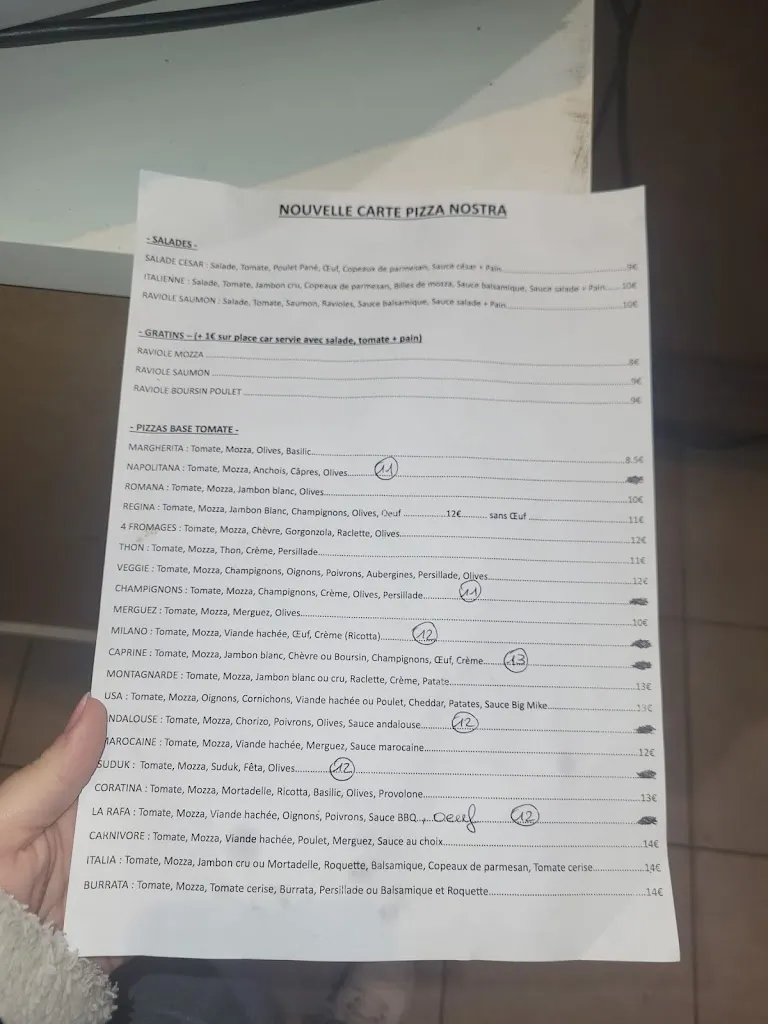 NOUVELLE CARTE PIZZA NOSTRA
- SALADES -
SALADE CESAR : Salade, Tomate, Poulet Pané, Œuf, Copeaux de parmesan, Sauce césar + Pain 9€
ITALIENNE : Salade, Tomate, Jambon cru, Copeaux de parmesan, Billes de mozza, Sauce balsamique, Sauce salade + Pain 10€
RAVIOLE SAUMON : Salade, Tomate, Saumon, Ravioles, Sauce balsamique, Sauce salade + Pain 10€
- GRATINS – (+ 1€ sur place car servie avec salade, tomate + pain)
RAVIOLE MOZZA 8€
RAVIOLE SAUMON 9€
RAVIOLE BOURSIN POULET 9€
- PIZZAS BASE TOMATE -
MARGHERITA : Tomate, Mozza, Olives, Basilic 8.5€
NAPOLITANA : Tomate, Mozza, Anchois, Câpres, Olives 11
ROMANA : Tomate, Mozza, Jambon blanc, Olives 10€
REGINA : Tomate, Mozza, Jambon Blanc, Champignons, Olives, Oeuf 12€ sans Œuf 11€
4 FROMAGES : Tomate, Mozza, Chèvre, Gorgonzola, Raclette, Olives 12€
THON : Tomate, Mozza, Thon, Crème, Persillade 11€
VEGGIE : Tomate, Mozza, Champignons, Oignons, Poivrons, Aubergines, Persillade, Olives 12€
CHAMPIGNONS : Tomate, Mozza, Champignons, Crème, Olives, Persillade 11
MERGUEZ : Tomate, Mozza, Merguez, Olives 10€
MILANO : Tomate, Mozza, Viande hachée, Œuf, Crème (Ricotta) 12
CAPRINE : Tomate, Mozza, Jambon blanc, Chèvre ou Boursin, Champignons, Œuf, Crème 13
MONTAGNARDE : Tomate, Mozza, Jambon blanc ou cru, Raclette, Crème, Patate 13€
USA : Tomate, Mozza, Oignons, Cornichons, Viande hachée ou Poulet, Cheddar, Patates, Sauce Big Mike 13€
NDALOUSE : Tomate, Mozza, Chorizo, Poivrons, Olives, Sauce andalouse 12
MAROCAINE : Tomate, Mozza, Viande hachée, Merguez, Sauce marocaine 12€
SUDUK : Tomate, Mozza, Suduk, Fêta, Olives 12
CORATINA : Tomate, Mozza, Mortadelle, Ricotta, Basilic, Olives, Provolone 13€
LA RAFA : Tomate, Mozza, Viande hachée, Oignons, Poivrons, Sauce BBQ, Oeuf 12
CARNIVORE : Tomate, Mozza, Viande hachée, Poulet, Merguez, Sauce au choix 14€
ITALIA : Tomate, Mozza, Jambon cru ou Mortadelle, Roquette, Balsamique, Copeaux de parmesan, Tomate cerise 14€
BURRATA : Tomate, Mozza, Tomate cerise, Burrata, Persillade ou Balsamique et Roquette 14€